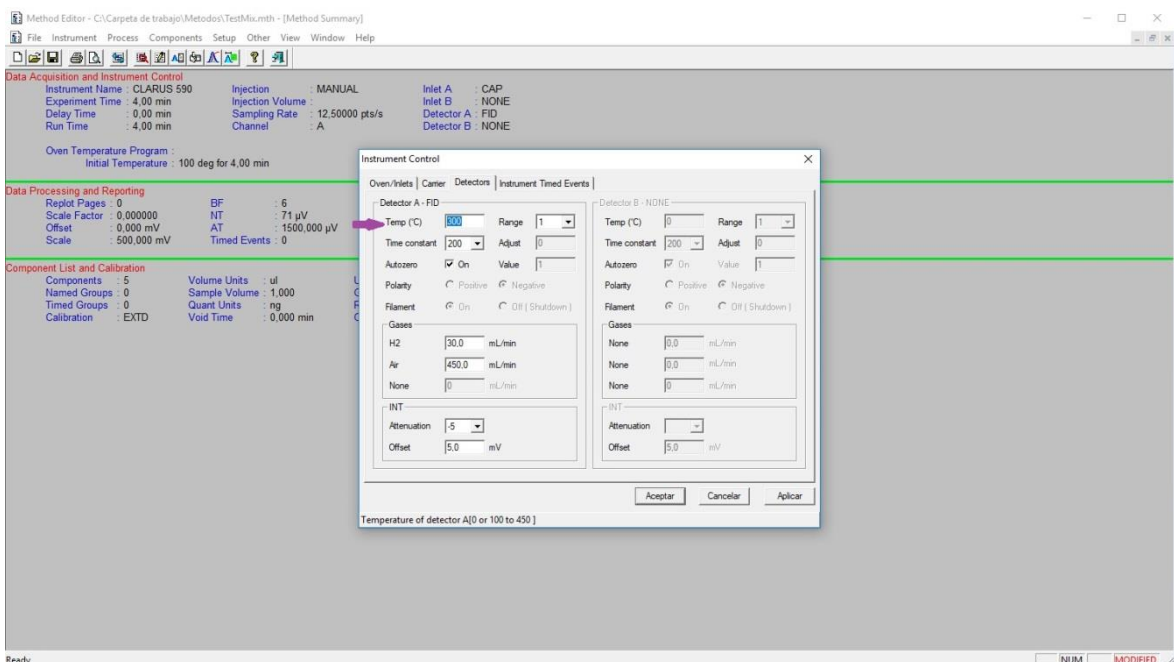 Method Editor - C:\Carpeta de trabajo\Metodos\TestMix.mth - [Method Summary]
File Instrument Process Components Setup Other View Window Help
Data Acquisition and Instrument Control
Instrument Name : CLARUS 590 Injection : MANUAL Inlet A : CAP
Experiment Time : 4,00 min Injection Volume : Inlet B : NONE
Delay Time : 0,00 min Sampling Rate : 12,50000 pts/s Detector A : FID
Run Time : 4,00 min Channel : A Detector B : NONE
Oven Temperature Program :
Initial Temperature : 100 deg for 4,00 min
Data Processing and Reporting
Replot Pages : 0 BF : 6
Scale Factor : 0,000000 NT : 71 µV
Offset : 0,000 mV AT : 1500,000 µV
Scale : 500,000 mV Timed Events : 0
Component List and Calibration
Components : 5 Volume Units : ul
Named Groups : 0 Sample Volume : 1,000
Timed Groups : 0 Quant Units : ng
Calibration : EXTD Void Time : 0,000 min
Instrument Control
Oven/Inlets Carrier Detectors Instrument Timed Events
Detector A - FID
Temp (°C) 300 Range 1
Time constant 200 Adjust 0
Autozero On Value 1
Polarity Positive Negative
Filament On Off ( Shutdown )
Gases
H2 30,0 mL/min
Air 450,0 mL/min
None 0 mL/min
INT
Attenuation -5
Offset 5,0 mV
Detector B - NONE
Temp (°C) 0 Range 1
Time constant 200 Adjust 0
Autozero On Value 1
Polarity Positive Negative
Filament On Off ( Shutdown )
Gases
None 0,0 mL/min
None 0,0 mL/min
None 0 mL/min
INT
Attenuation
Offset 5,0 mV
Aceptar Cancelar Aplicar
Temperature of detector A[0 or 100 to 450 ]
Ready NUM MODIFIED